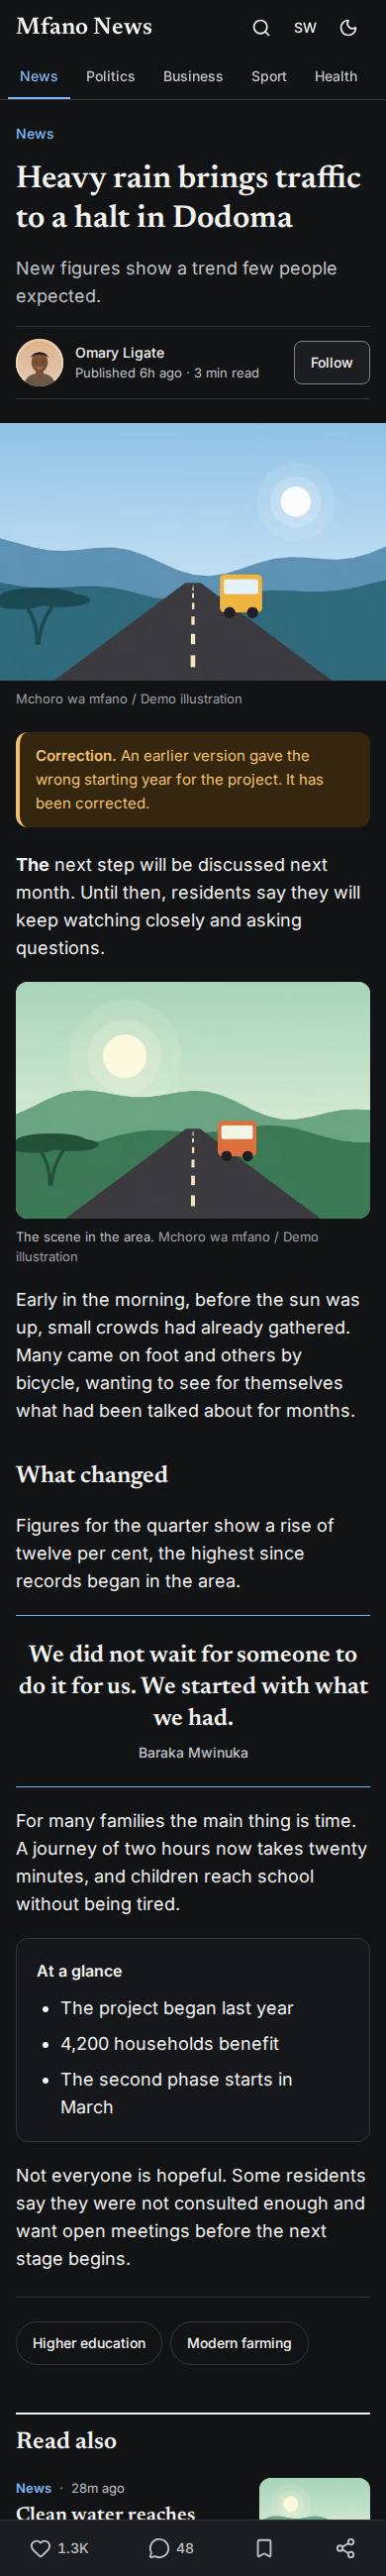 Mfano News
SW
News
Politics
Business
Sport
Health
News
Heavy rain brings traffic
to a halt in Dodoma
New figures show a trend few people
expected.
Omary Ligate
Published 6h ago · 3 min read
Follow
Mchoro wa mfano / Demo illustration
Correction. An earlier version gave the
wrong starting year for the project. It has
been corrected.
The next step will be discussed next
month. Until then, residents say they will
keep watching closely and asking
questions.
The scene in the area. Mchoro wa mfano / Demo
illustration
Early in the morning, before the sun was
up, small crowds had already gathered.
Many came on foot and others by
bicycle, wanting to see for themselves
what had been talked about for months.
What changed
Figures for the quarter show a rise of
twelve per cent, the highest since
records began in the area.
We did not wait for someone to
do it for us. We started with what
we had.
Baraka Mwinuka
For many families the main thing is time.
A journey of two hours now takes twenty
minutes, and children reach school
without being tired.
At a glance
• The project began last year
• 4,200 households benefit
• The second phase starts in
March
Not everyone is hopeful. Some residents
say they were not consulted enough and
want open meetings before the next
stage begins.
Higher education
Modern farming
Read also
News · 28m ago
Clean water reaches
1.3K
48